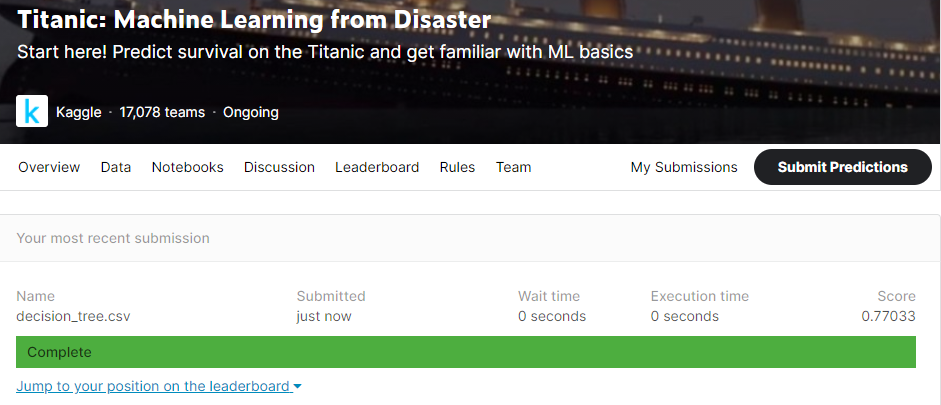 Titanic: Machine Learning from Disaster
Start here! Predict survival on the Titanic and get familiar with ML basics
k Kaggle · 17,078 teams · Ongoing
Overview Data Notebooks Discussion Leaderboard Rules Team My Submissions Submit Predictions
Your most recent submission
Name Submitted Wait time Execution time Score
decision_tree.csv just now 0 seconds 0 seconds 0.77033
Complete
Jump to your position on the leaderboard